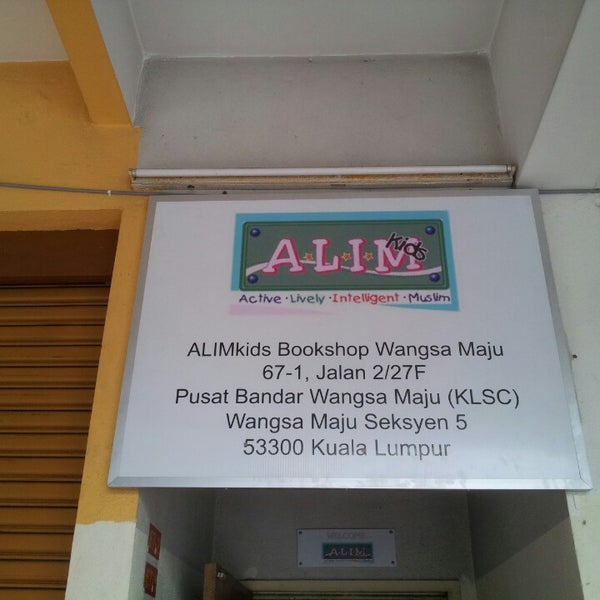 ALIM Kids
Active · Lively · Intelligent · Muslim
ALIMkids Bookshop Wangsa Maju
67-1, Jalan 2/27F
Pusat Bandar Wangsa Maju (KLSC)
Wangsa Maju Seksyen 5
53300 Kuala Lumpur
WELCOME
ALIM